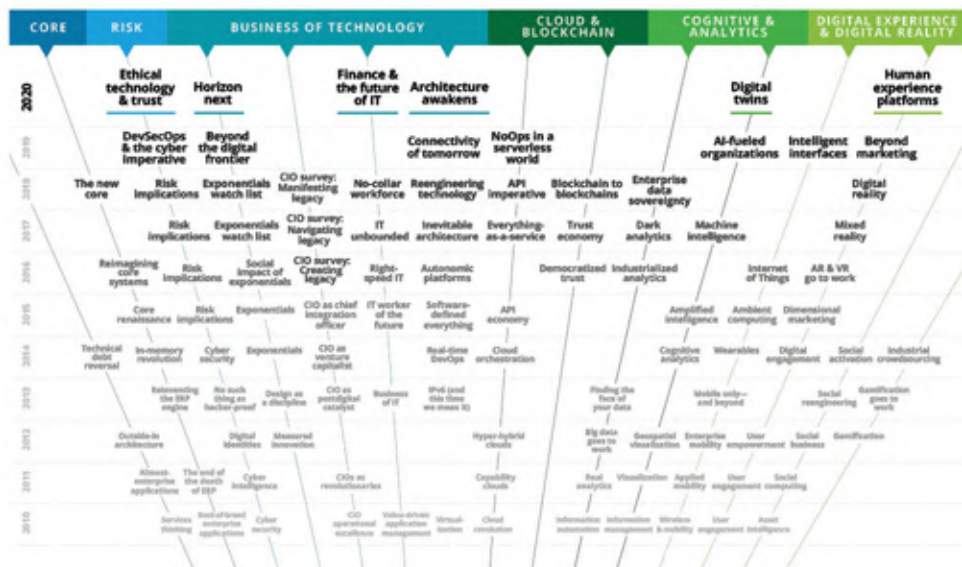 CORE
RISK
BUSINESS OF TECHNOLOGY
CLOUD &
BLOCKCHAIN
COGNITIVE &
ANALYTICS
DIGITAL EXPERIENCE
& DIGITAL REALITY
2020
Ethical
technology
& trust
Horizon
next
Finance &
the future
of IT
Architecture
awakens
Digital
twins
Human
experience
platforms
2019
DevSecOps
& the cyber
imperative
Beyond
the digital
frontier
Connectivity
of tomorrow
NoOps in a
serverless
world
AI-fueled
organizations
Intelligent
interfaces
Beyond
marketing
2018
The new
core
Risk
implications
Exponentials
watch list
CIO survey:
Manifesting
legacy
No-collar
workforce
Reengineering
technology
API
imperative
Blockchain to
blockchains
Enterprise
data
sovereignty
Digital
reality
2017
Risk
implications
Exponentials
watch list
CIO survey:
Navigating
legacy
IT
unbounded
Inevitable
architecture
Everything-
as-a-service
Trust
economy
Dark
analytics
Machine
intelligence
Mixed
reality
2016
Reimagining
core
systems
Risk
implications
Social
impact of
exponentials
CIO survey:
Creating
legacy
Right-
speed IT
Autonomic
platforms
Democratized
trust
Industrialized
analytics
Internet
of Things
AR & VR
go to work
2015
Core
renaissance
Risk
implications
Exponentials
CIO as chief
integration
officer
IT worker
of the
future
Software-
defined
everything
API
economy
Amplified
intelligence
Ambient
computing
Dimensional
marketing
2014
Technical
debt
reversal
In-memory
revolution
Cyber
security
Exponentials
CIO as
venture
capitalist
Real-time
DevOps
Cloud
orchestration
Cognitive
analytics
Wearables
Digital
engagement
Social
activation
Industrial
crowdsourcing
2013
Reinventing
the ERP
engine
No such
thing as
hacker-proof
Design as
a discipline
CIO as
postdigital
catalyst
Business
of IT
IPv6 (and
this time
we mean it)
Finding the
face of
your data
Mobile only—
and beyond
Social
reengineering
Gamification
goes to
work
2012
Outside-in
architecture
Digital
identities
Measured
innovation
Hyper-hybrid
clouds
Big data
goes to
work
Geospatial
visualization
Enterprise
mobility
User
empowerment
Social
business
Gamification
2011
Almost-
enterprise
applications
The end of
the death
of ERP
Cyber
intelligence
CIOs as
revolutionaries
Capability
clouds
Real
analytics
Visualization
Applied
mobility
User
engagement
Social
computing
2010
Services
thinking
Best-of-breed
enterprise
applications
Cyber
security
CIO
operational
excellence
Value-driven
application
management
Virtual-
ization
Cloud
revolution
Information
automation
Information
management
Wireless
& mobility
User
engagement
Asset
intelligence